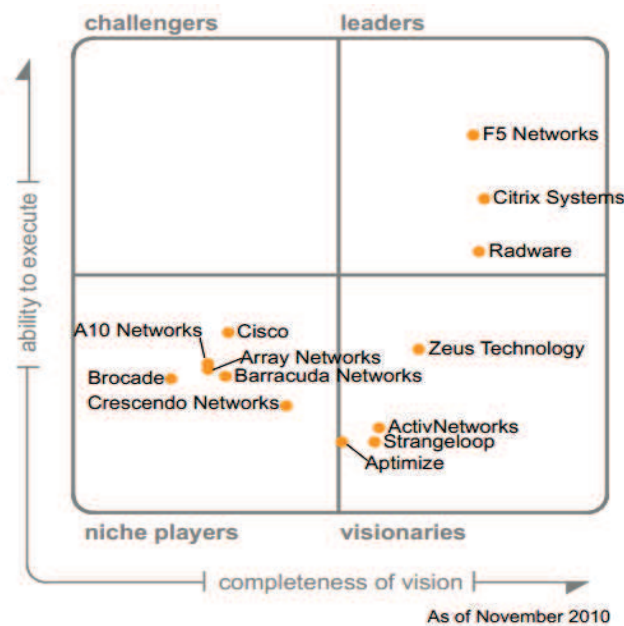 challengers
leaders
F5 Networks
Citrix Systems
Radware
ability to execute
A10 Networks
Cisco
Array Networks
Zeus Technology
Brocade
Barracuda Networks
Crescendo Networks
ActivNetworks
Strangeloop
Aptimize
niche players
visionaries
completeness of vision
As of November 2010